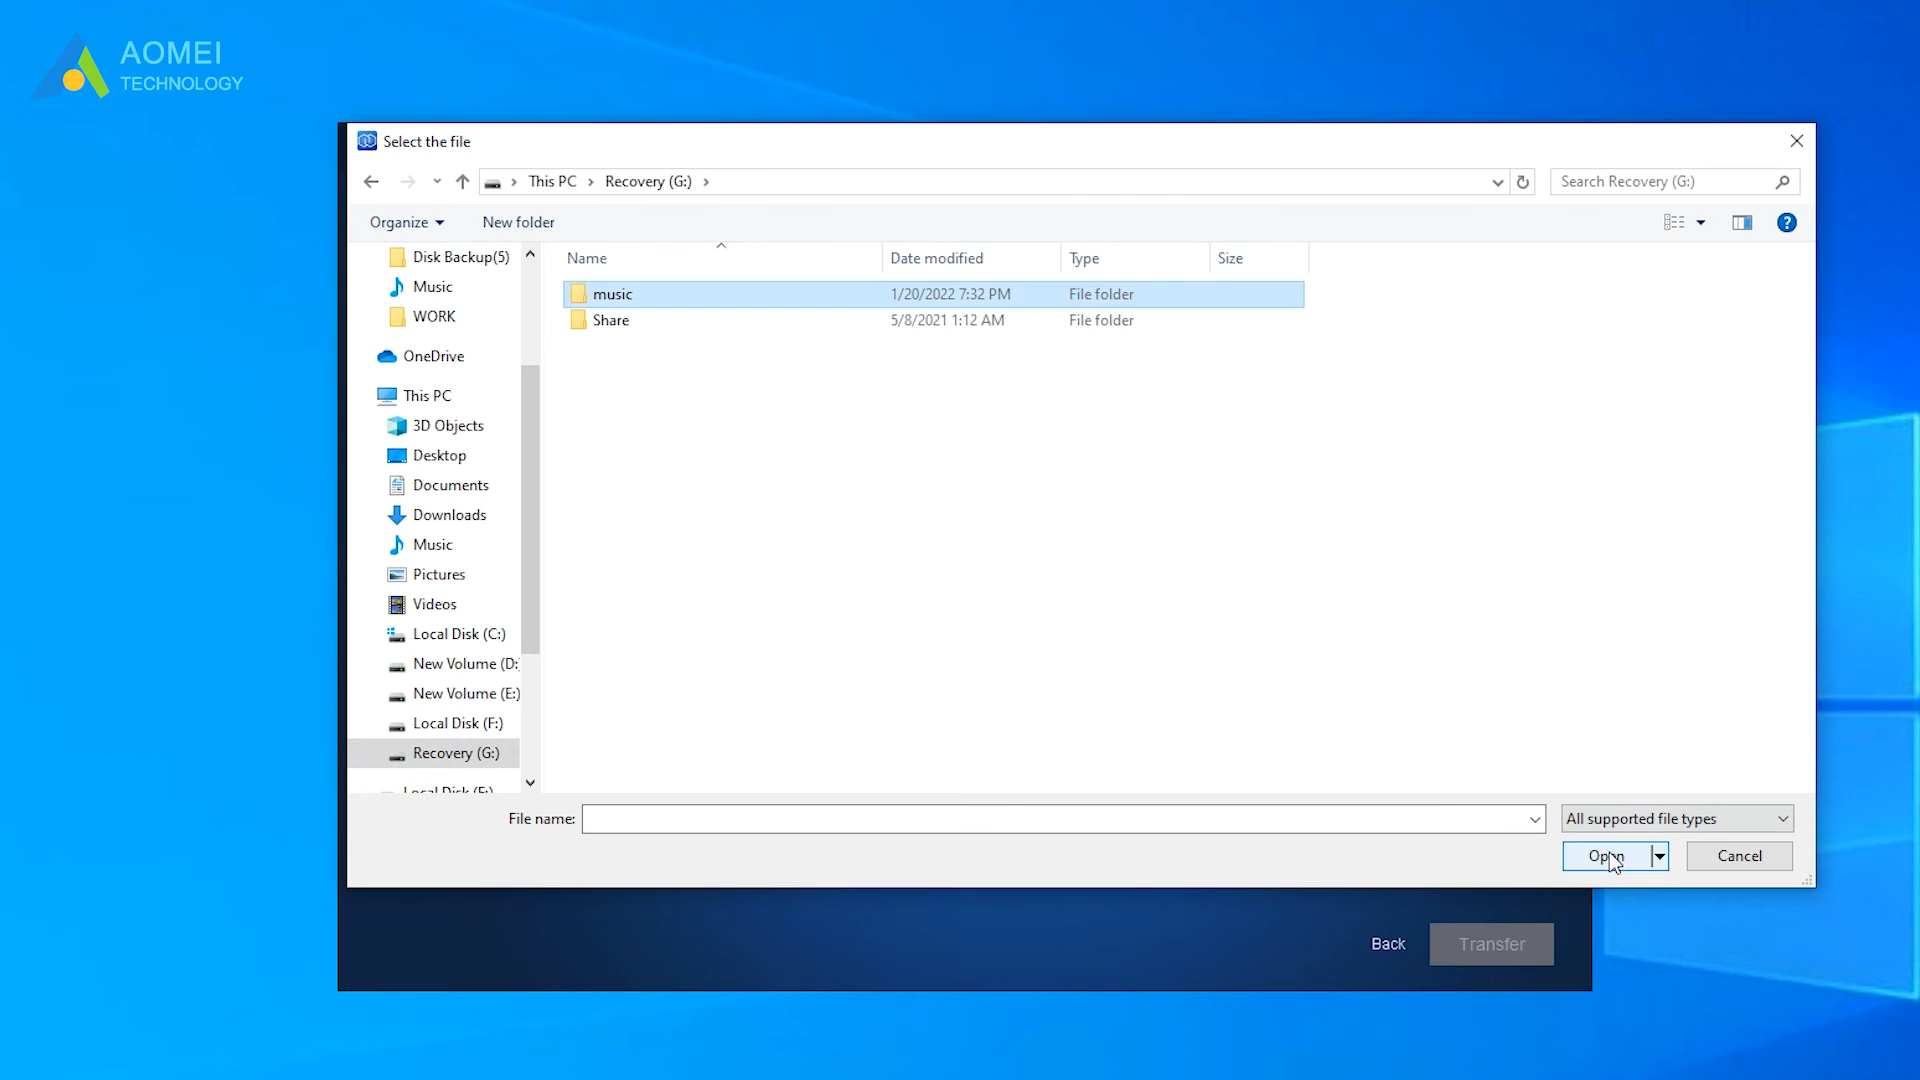 AOMEI
TECHNOLOGY
Select the file
This PC
Recovery (G:)
Search Recovery (G:)
Organize
New folder
Name
Date modified
Type
Size
music 1/20/2022 7:32 PM File folder
Share 5/8/2021 1:12 AM File folder
Disk Backup(5)
Music
WORK
OneDrive
This PC
3D Objects
Desktop
Documents
Downloads
Music
Pictures
Videos
Local Disk (C:)
New Volume (D:
New Volume (E:)
Local Disk (F:)
Recovery (G:)
Local Disk (F:)
File name:
All supported file types
Open
Cancel
Back
Transfer